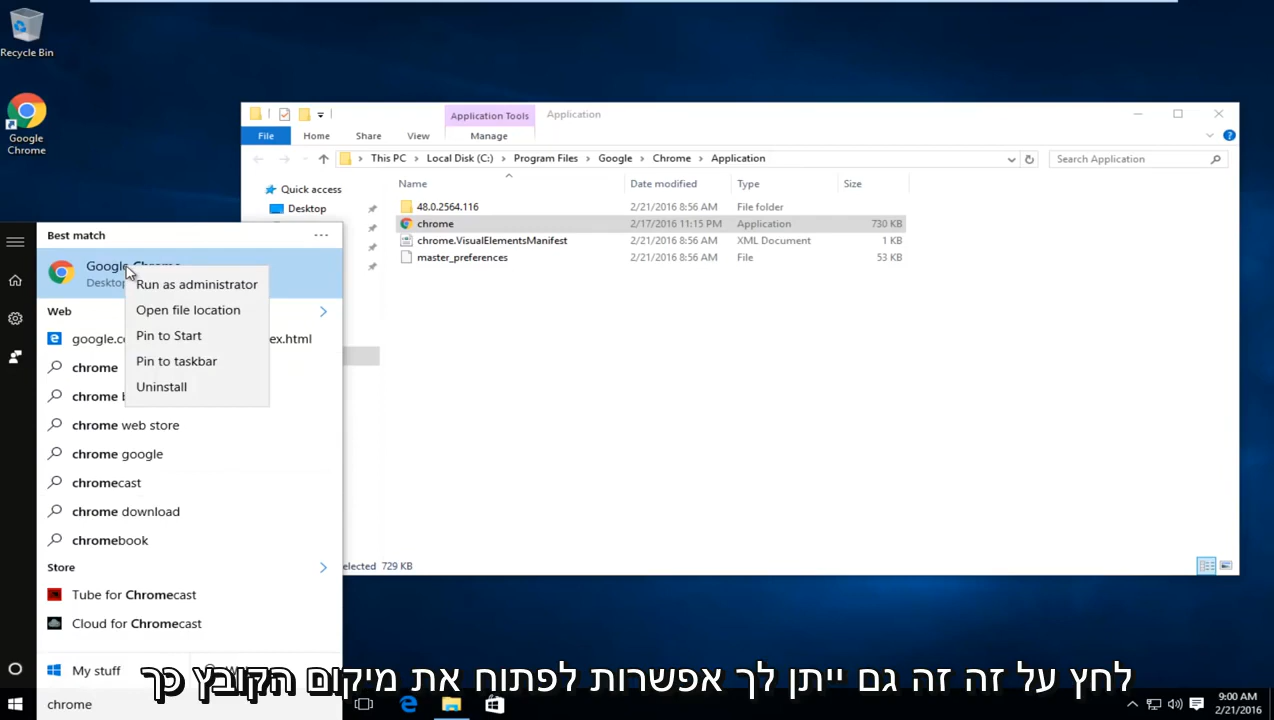 Recycle Bin
Google
Chrome
Application Tools
Application
File
Home
Share
View
Manage
This PC
Local Disk (C:)
Program Files
Google
Chrome
Application
Search Application
Quick access
Desktop
Name
Date modified
Type
Size
48.0.2564.116
2/21/2016 8:56 AM
File folder
chrome
2/17/2016 11:15 PM
Application
730 KB
chrome.VisualElementsManifest
2/21/2016 8:56 AM
XML Document
1 KB
master_preferences
2/21/2016 8:56 AM
File
53 KB
729 KB
Best match
Google Chrome
Run as administrator
Open file location
Pin to Start
Pin to taskbar
Uninstall
Web
ex.html
chrome
chrome
chrome web store
chrome google
chromecast
chrome download
chromebook
Store
Tube for Chromecast
Cloud for Chromecast
My stuff
לחץ על זה זה גם ייתן לך אפשרות לפתוח את מיקום הקובץ כך
chrome
9:00 AM
2/21/2016